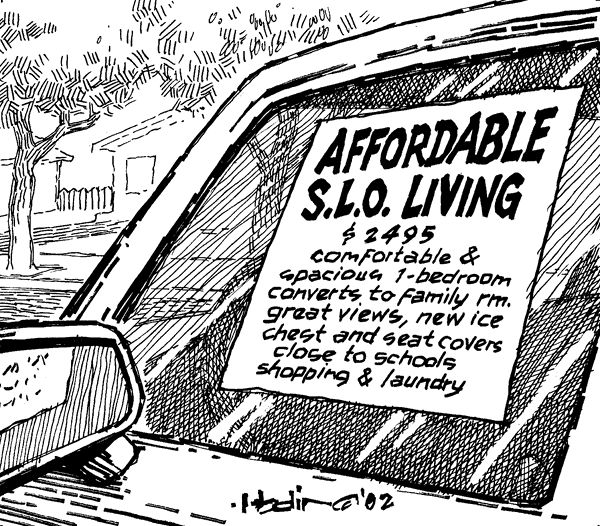 AFFORDABLE
S.L.O. LIVING
$ 2495
comfortable &
spacious 1-bedroom
converts to family rm.
great views, new ice
chest and seat covers
close to schools
shopping & laundry
'02